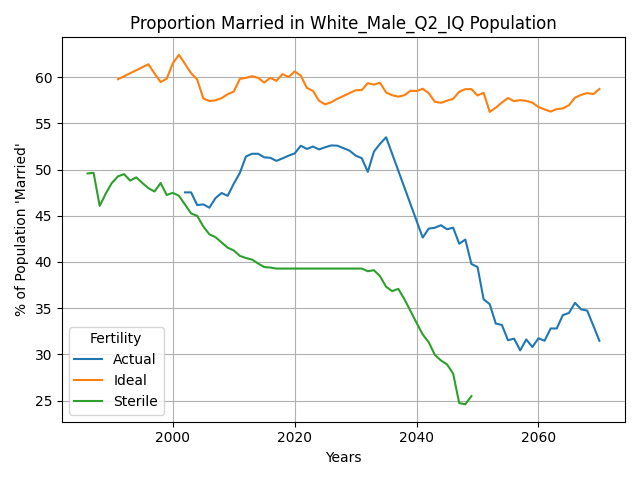 Proportion Married in White_Male_Q2_IQ Population
% of Population 'Married'
60
55
50
45
40
35
30
25
Fertility
Actual
Ideal
Sterile
2000 2020 2040 2060
Years